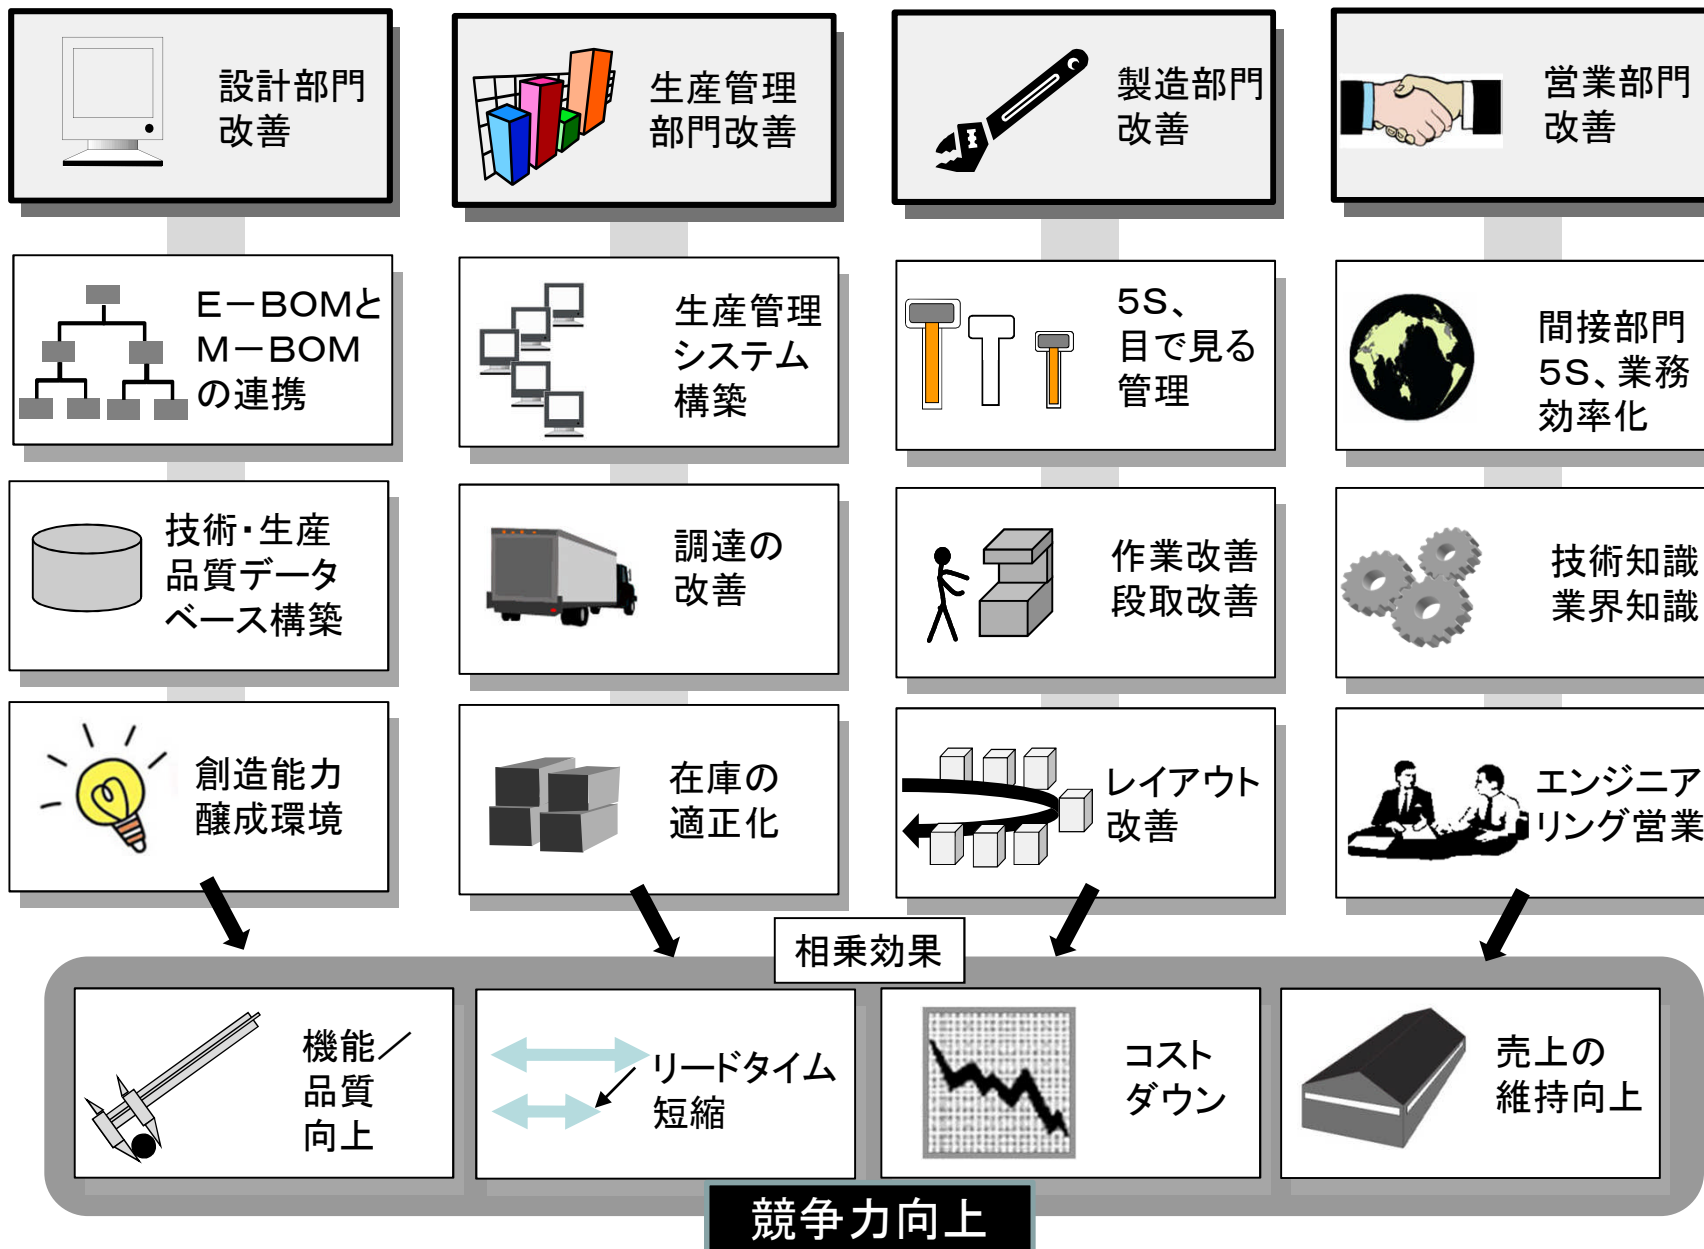 設計部門
改善
生産管理
部門改善
製造部門
改善
営業部門
改善
E－BOMと
M－BOM
の連携
生産管理
システム
構築
5S、
目で見る
管理
間接部門
5S、業務
効率化
技術・生産
品質データ
ベース構築
調達の
改善
作業改善
段取改善
技術知識
業界知識
創造能力
醸成環境
在庫の
適正化
レイアウト
改善
エンジニア
リング営業
相乗効果
機能／
品質
向上
リードタイム
短縮
コスト
ダウン
売上の
維持向上
競争力向上